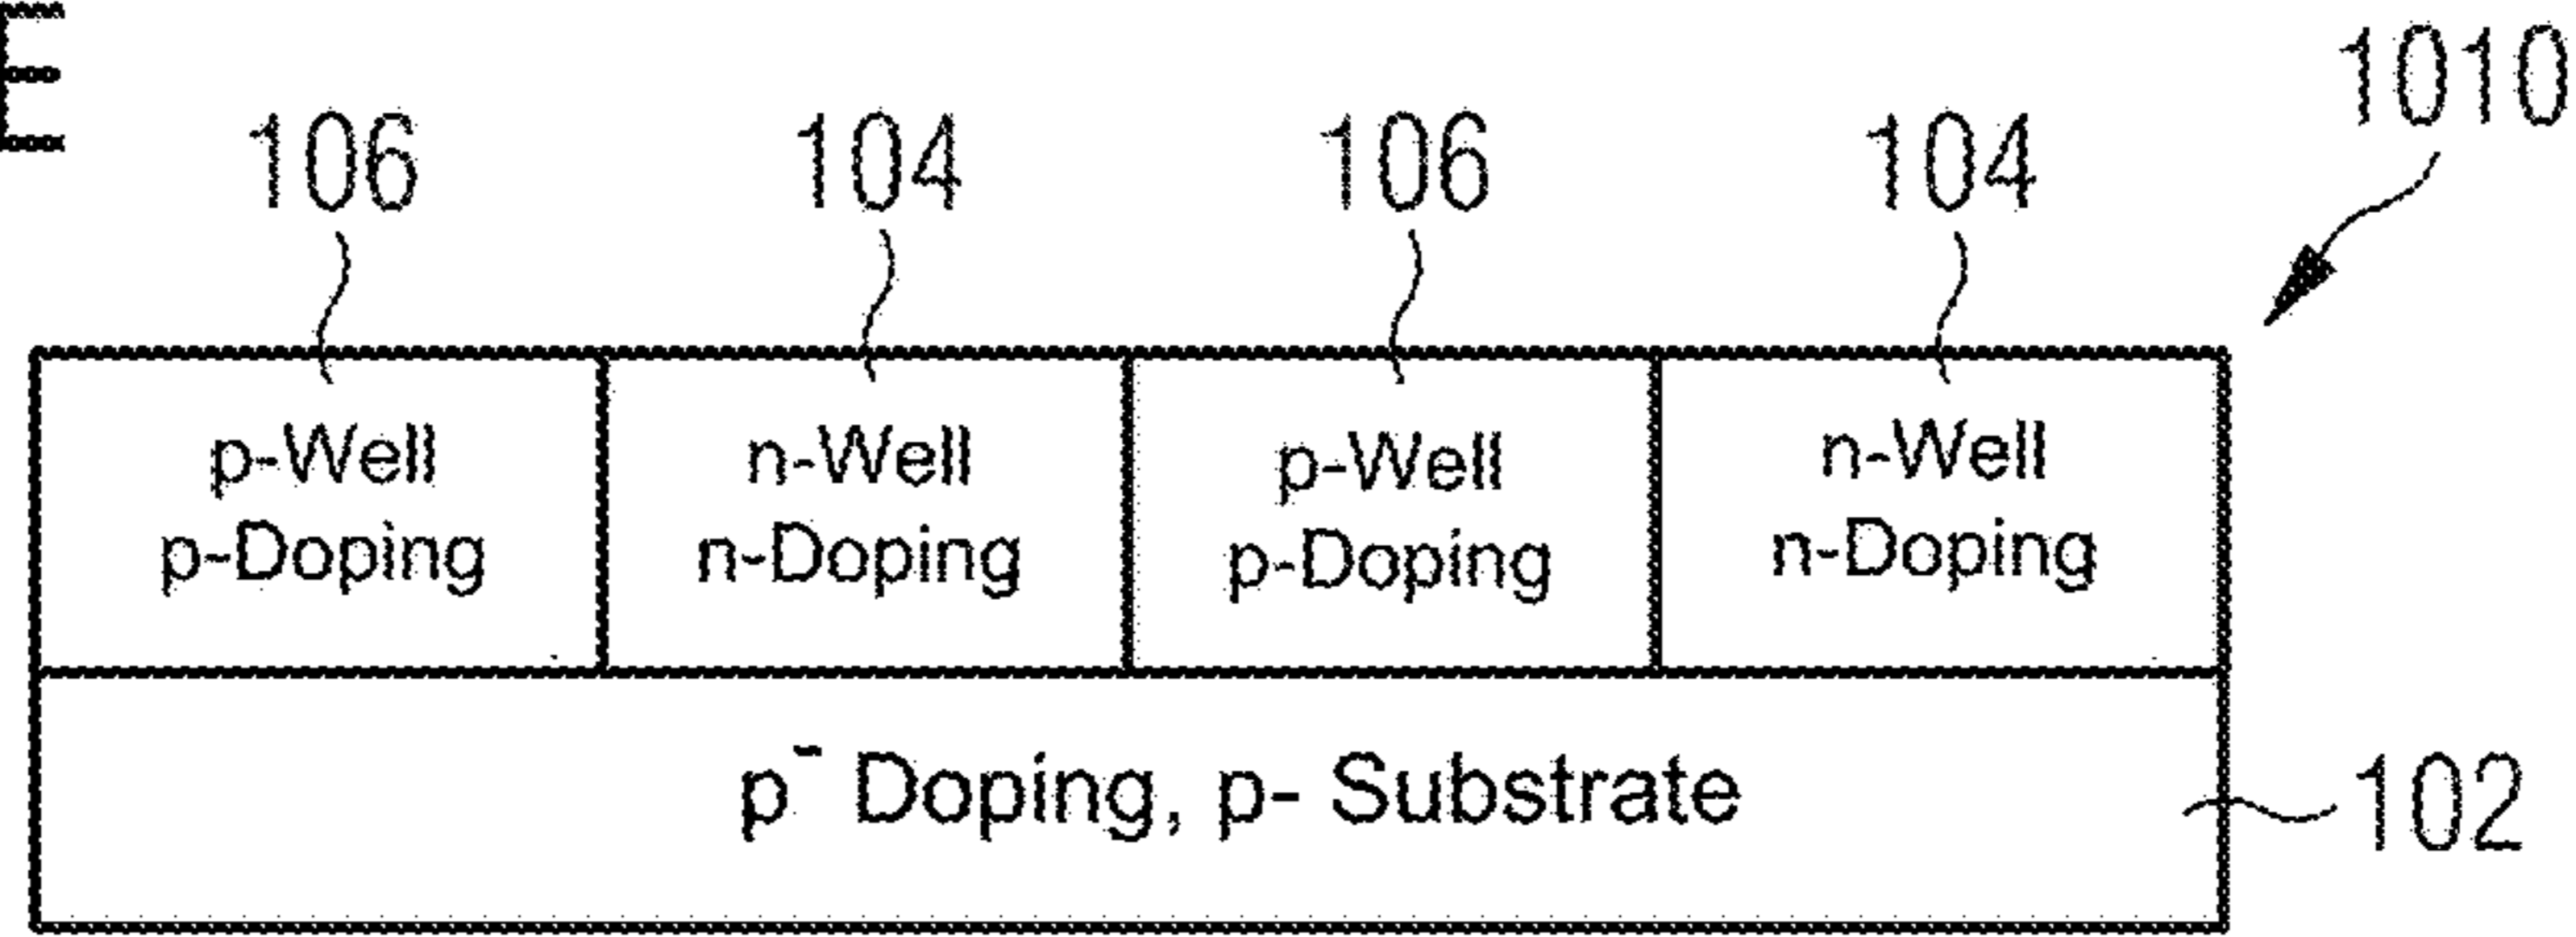 E
1010
106 104 106 104
p-Well n-Well p-Well n-Well
p-Doping n-Doping p-Doping n-Doping
p⁻ Doping, p- Substrate
102